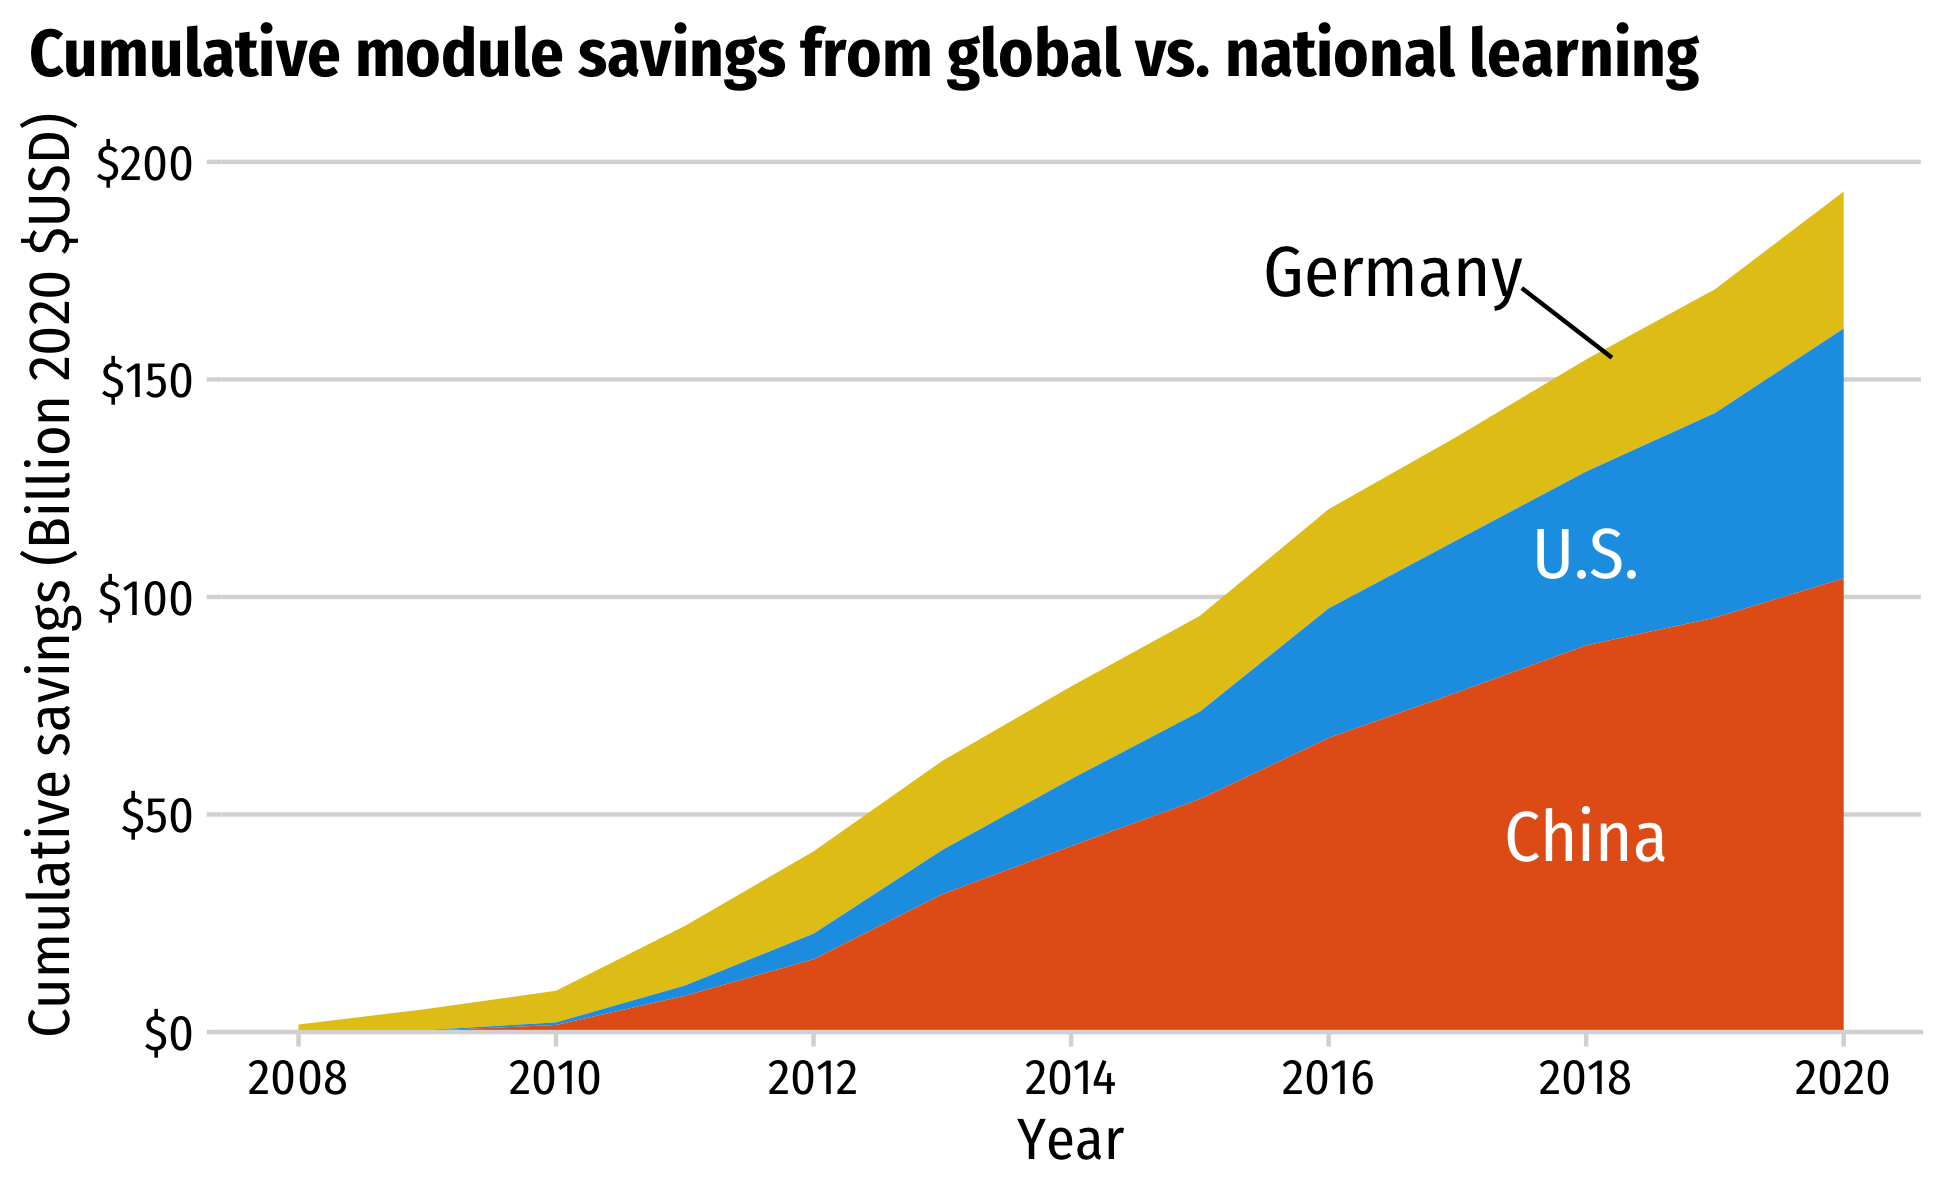 Cumulative module savings from global vs. national learning
Cumulative savings (Billion 2020 $USD)
$200
$150
$100
$50
$0
Germany
U.S.
China
2008 2010 2012 2014 2016 2018 2020
Year